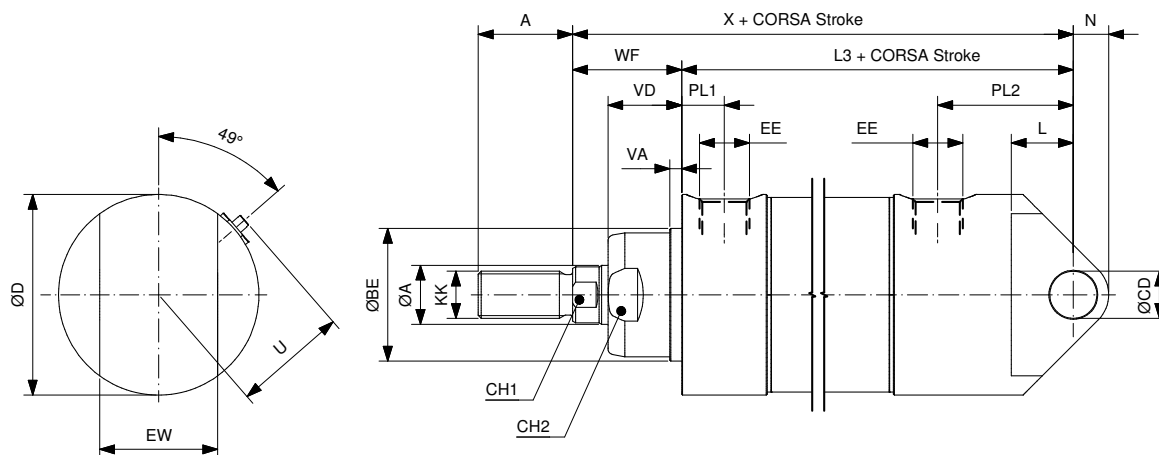 A
X + CORSA Stroke
N
WF
L3 + CORSA Stroke
VD
PL1
PL2
49°
EE
EE
L
VA
ØD
ØBE
ØA
KK
ØCD
U
CH1
CH2
EW